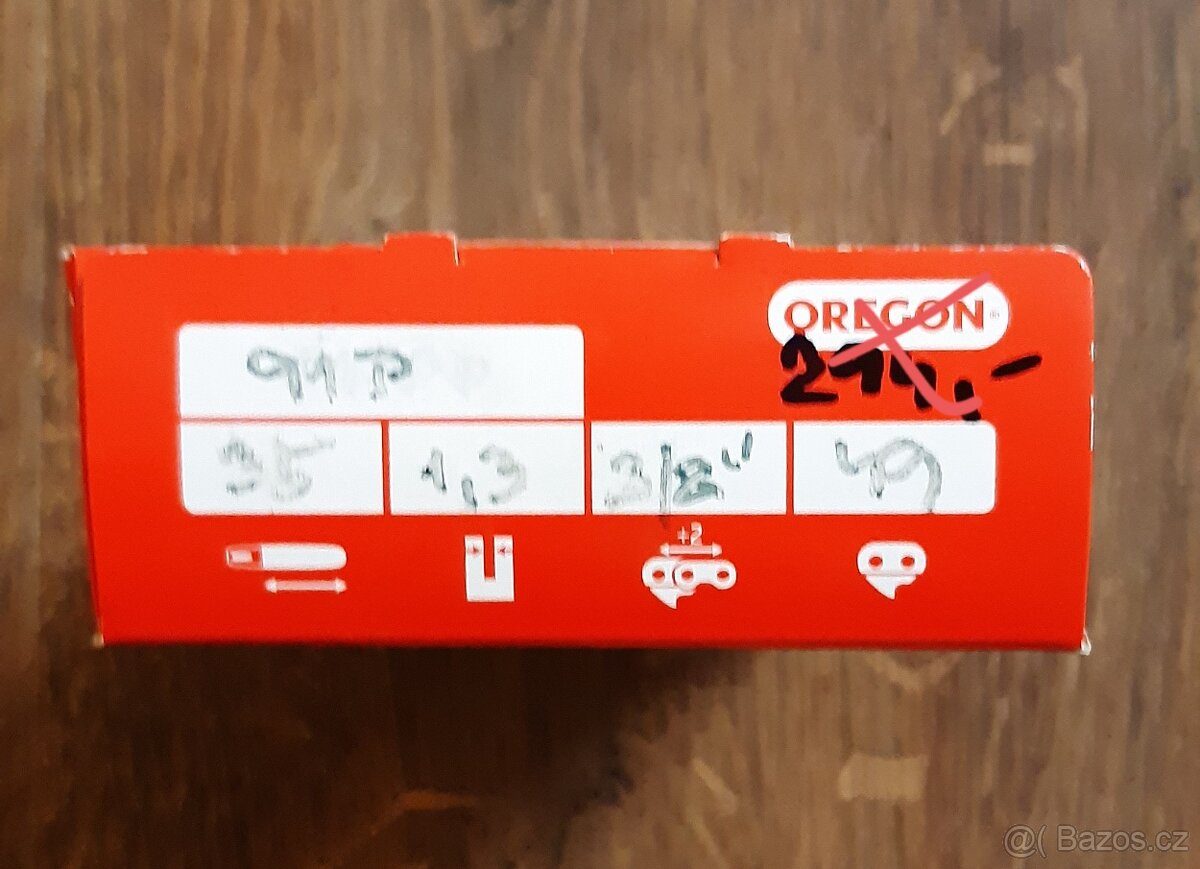 OREGON®
91P
35 1,3 3/8" 49
+2
@( Bazos.cz